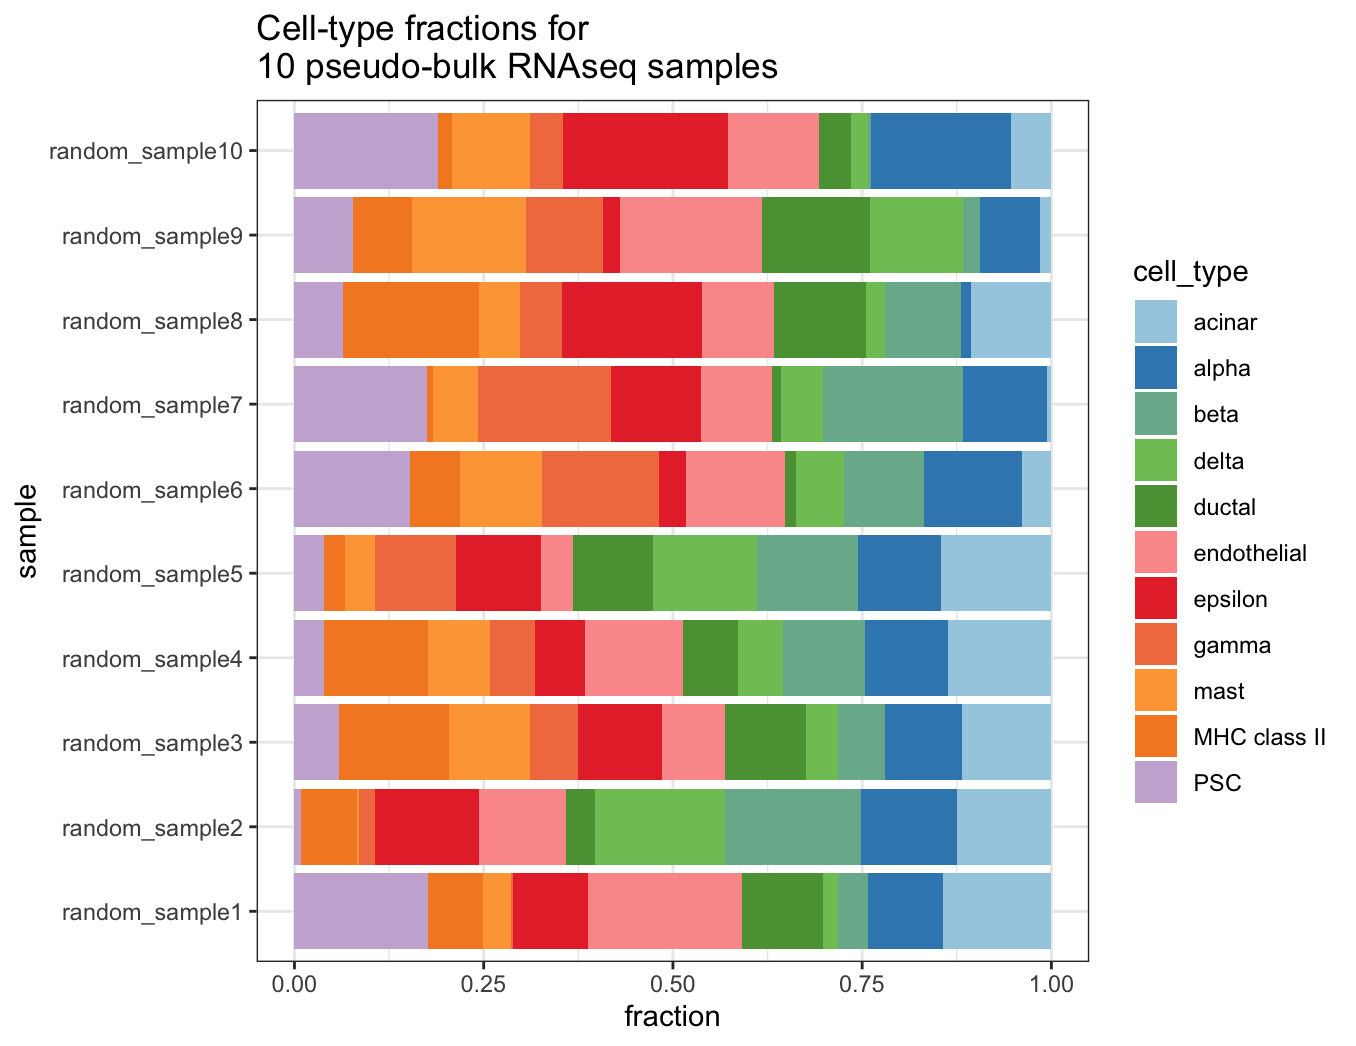 Cell-type fractions for
10 pseudo-bulk RNAseq samples
random_sample10
random_sample9
random_sample8
random_sample7
random_sample6
random_sample5
random_sample4
random_sample3
random_sample2
random_sample1
sample
0.00 0.25 0.50 0.75 1.00
fraction
cell_type
acinar
alpha
beta
delta
ductal
endothelial
epsilon
gamma
mast
MHC class II
PSC